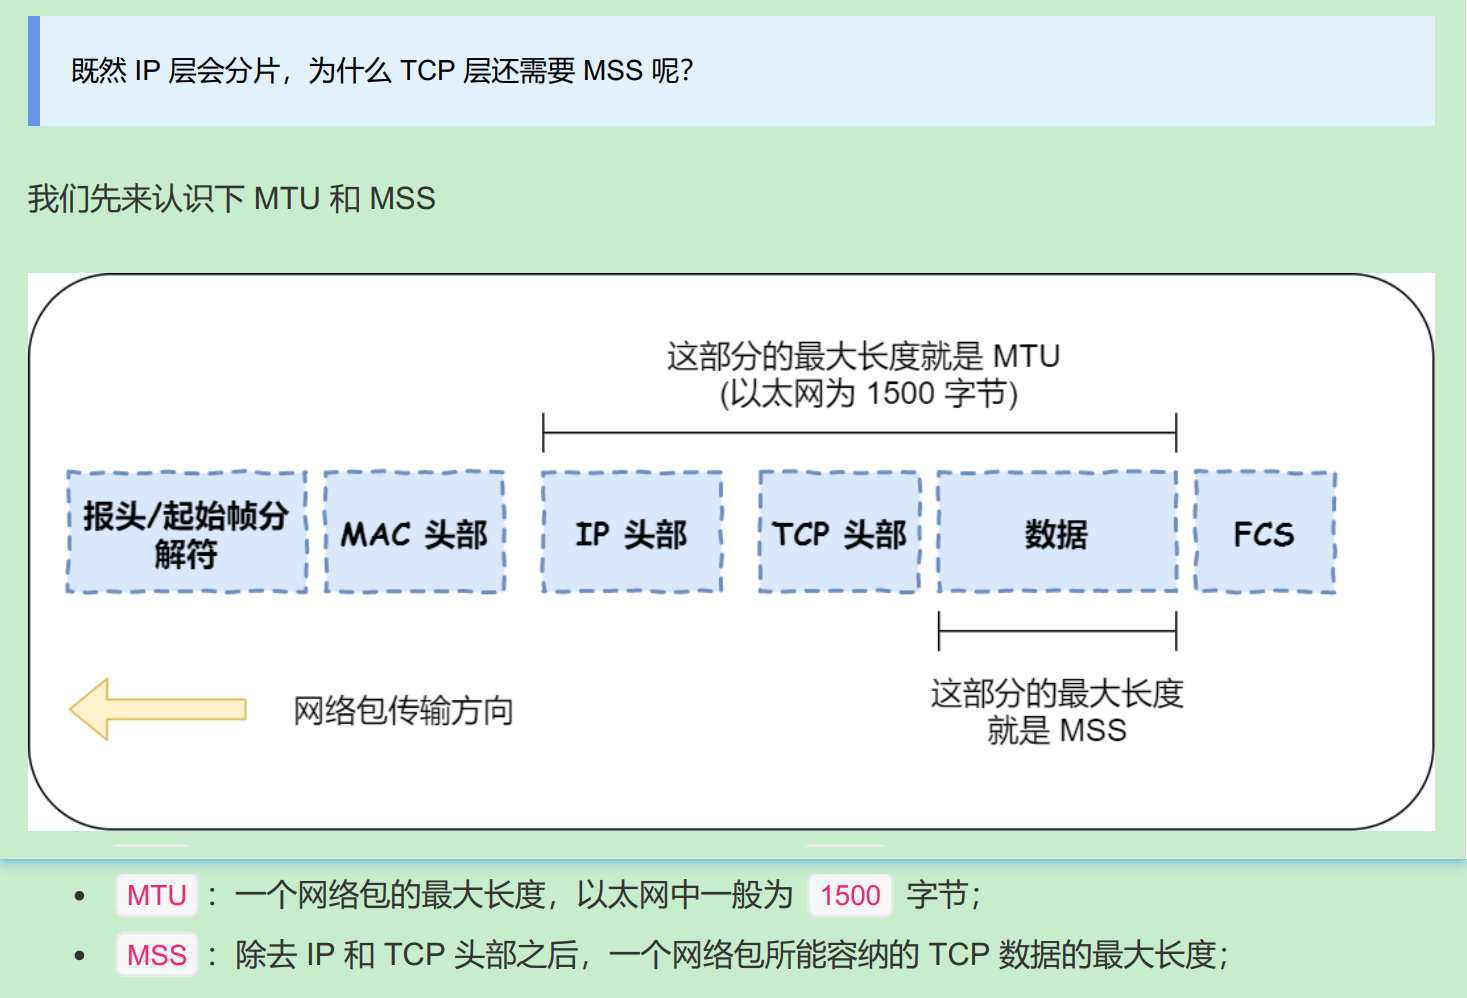 既然 IP 层会分片，为什么 TCP 层还需要 MSS 呢？
我们先来认识下 MTU 和 MSS
这部分的最大长度就是 MTU
(以太网为 1500 字节)
报头/起始帧分
解符
MAC 头部
IP 头部
TCP 头部
数据
FCS
网络包传输方向
这部分的最大长度
就是 MSS
MTU ：一个网络包的最大长度，以太网中一般为 1500 字节；
MSS ：除去 IP 和 TCP 头部之后，一个网络包所能容纳的 TCP 数据的最大长度；